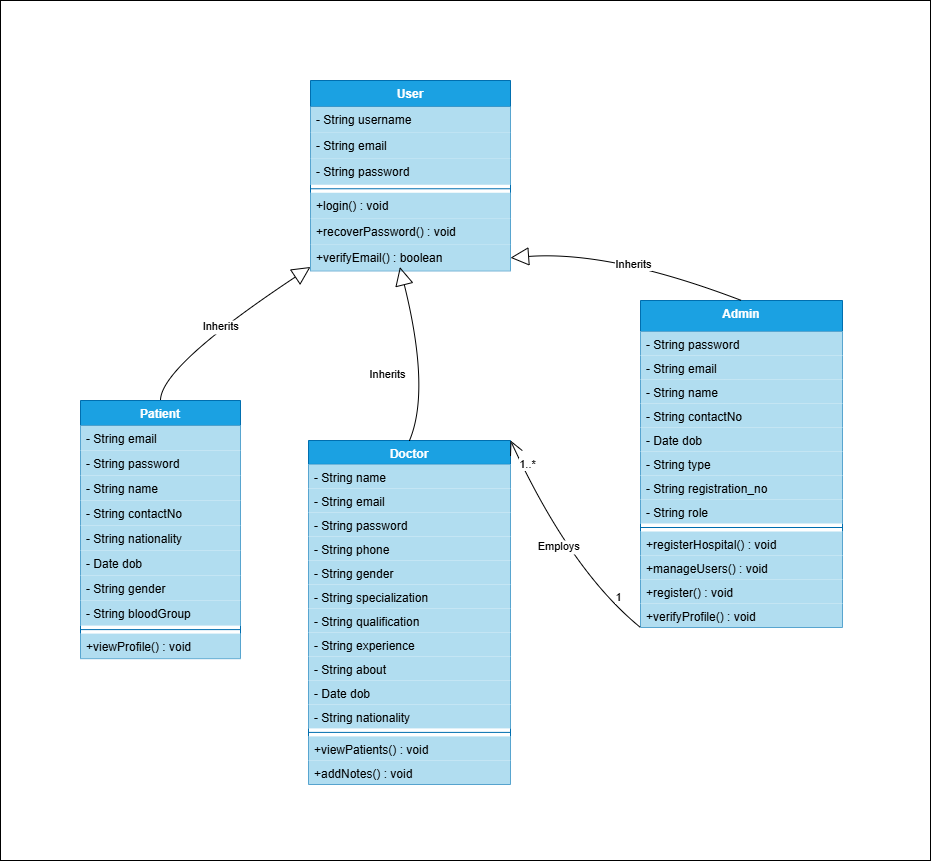 User
- String username
- String email
- String password
+login() : void
+recoverPassword() : void
+verifyEmail() : boolean
Inherits
Inherits
Inherits
Patient
- String email
- String password
- String name
- String contactNo
- String nationality
- Date dob
- String gender
- String bloodGroup
+viewProfile() : void
Doctor
- String name
- String email
- String password
- String phone
- String gender
- String specialization
- String qualification
- String experience
- String about
- Date dob
- String nationality
+viewPatients() : void
+addNotes() : void
1..*
Employs
1
Admin
- String password
- String email
- String name
- String contactNo
- Date dob
- String type
- String registration_no
- String role
+registerHospital() : void
+manageUsers() : void
+register() : void
+verifyProfile() : void